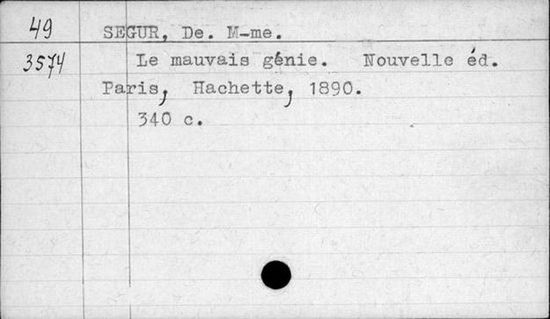 49 SEGUR, De. M-me.
3574 Le mauvais génie. Nouvelle éd.
Paris, Hachette, 1890.
340 c.